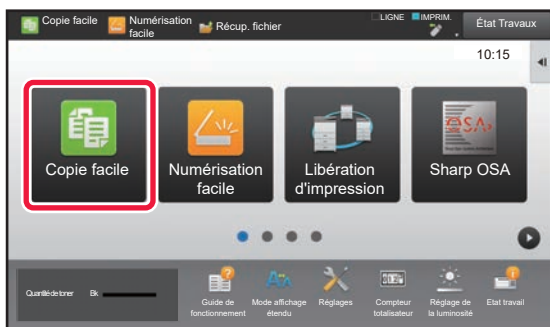 Copie facile
Numérisation
facile
Récup. fichier
LIGNE
IMPRIM.
État Travaux
10:15
Copie facile
Numérisation
facile
Libération
d'impression
OSA
Sharp OSA
Quantité de toner
Bk
Guide de
fonctionnement
Mode affichage
étendu
Réglages
Compteur
totalisateur
Réglage de
la luminosité
Etat travail